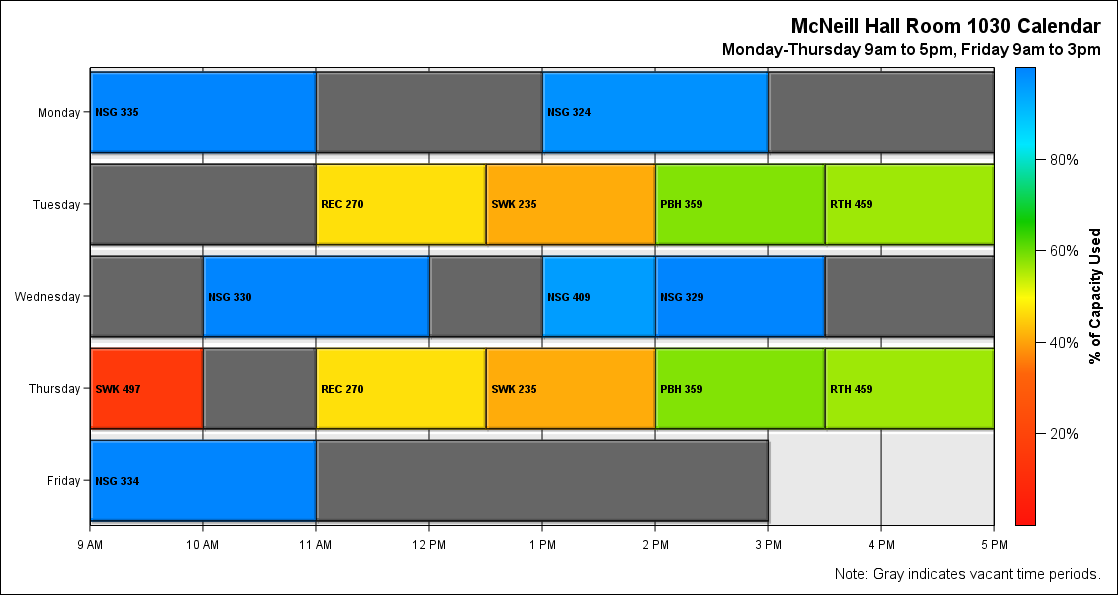 McNeill Hall Room 1030 Calendar
Monday-Thursday 9am to 5pm, Friday 9am to 3pm
Monday
NSG 335
NSG 324
Tuesday
REC 270
SWK 235
PBH 359
RTH 459
Wednesday
NSG 330
NSG 409
NSG 329
Thursday
SWK 497
REC 270
SWK 235
PBH 359
RTH 459
Friday
NSG 334
9 AM
10 AM
11 AM
12 PM
1 PM
2 PM
3 PM
4 PM
5 PM
80%
60%
40%
20%
% of Capacity Used
Note: Gray indicates vacant time periods.